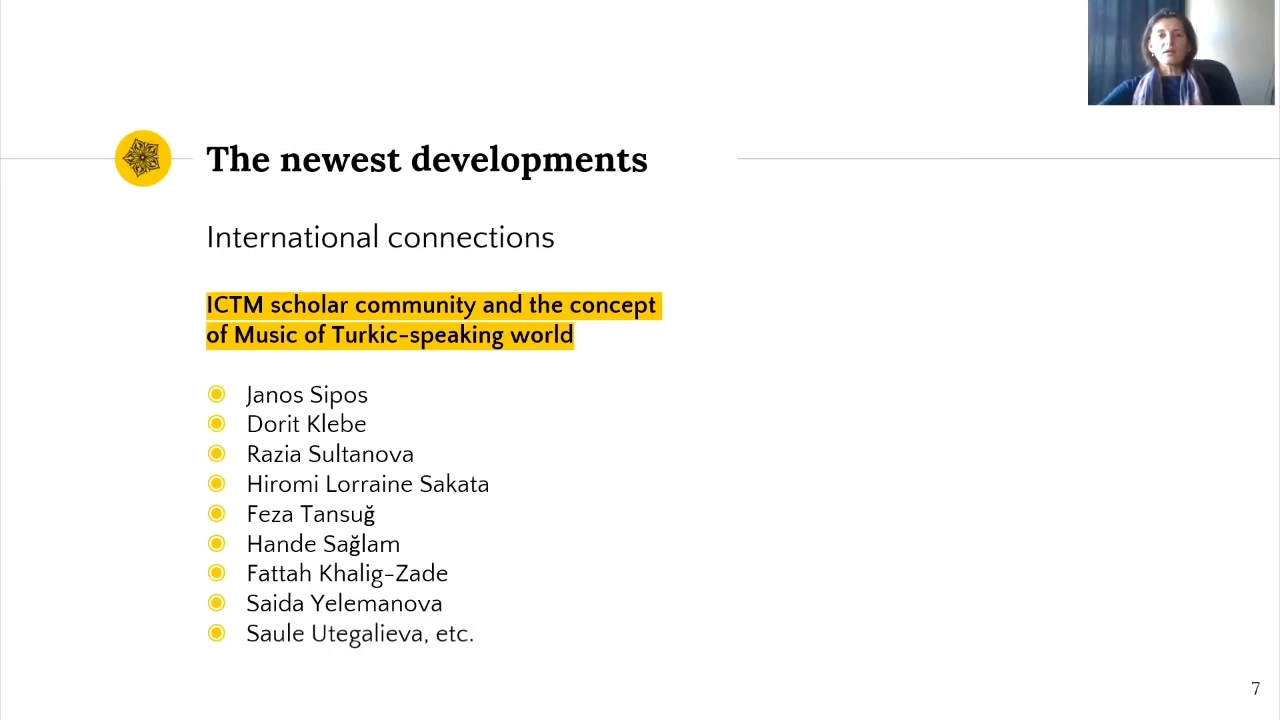 The newest developments
International connections
ICTM scholar community and the concept
of Music of Turkic-speaking world
Janos Sipos
Dorit Klebe
Razia Sultanova
Hiromi Lorraine Sakata
Feza Tansuğ
Hande Sağlam
Fattah Khalig-Zade
Saida Yelemanova
Saule Utegalieva, etc.
7